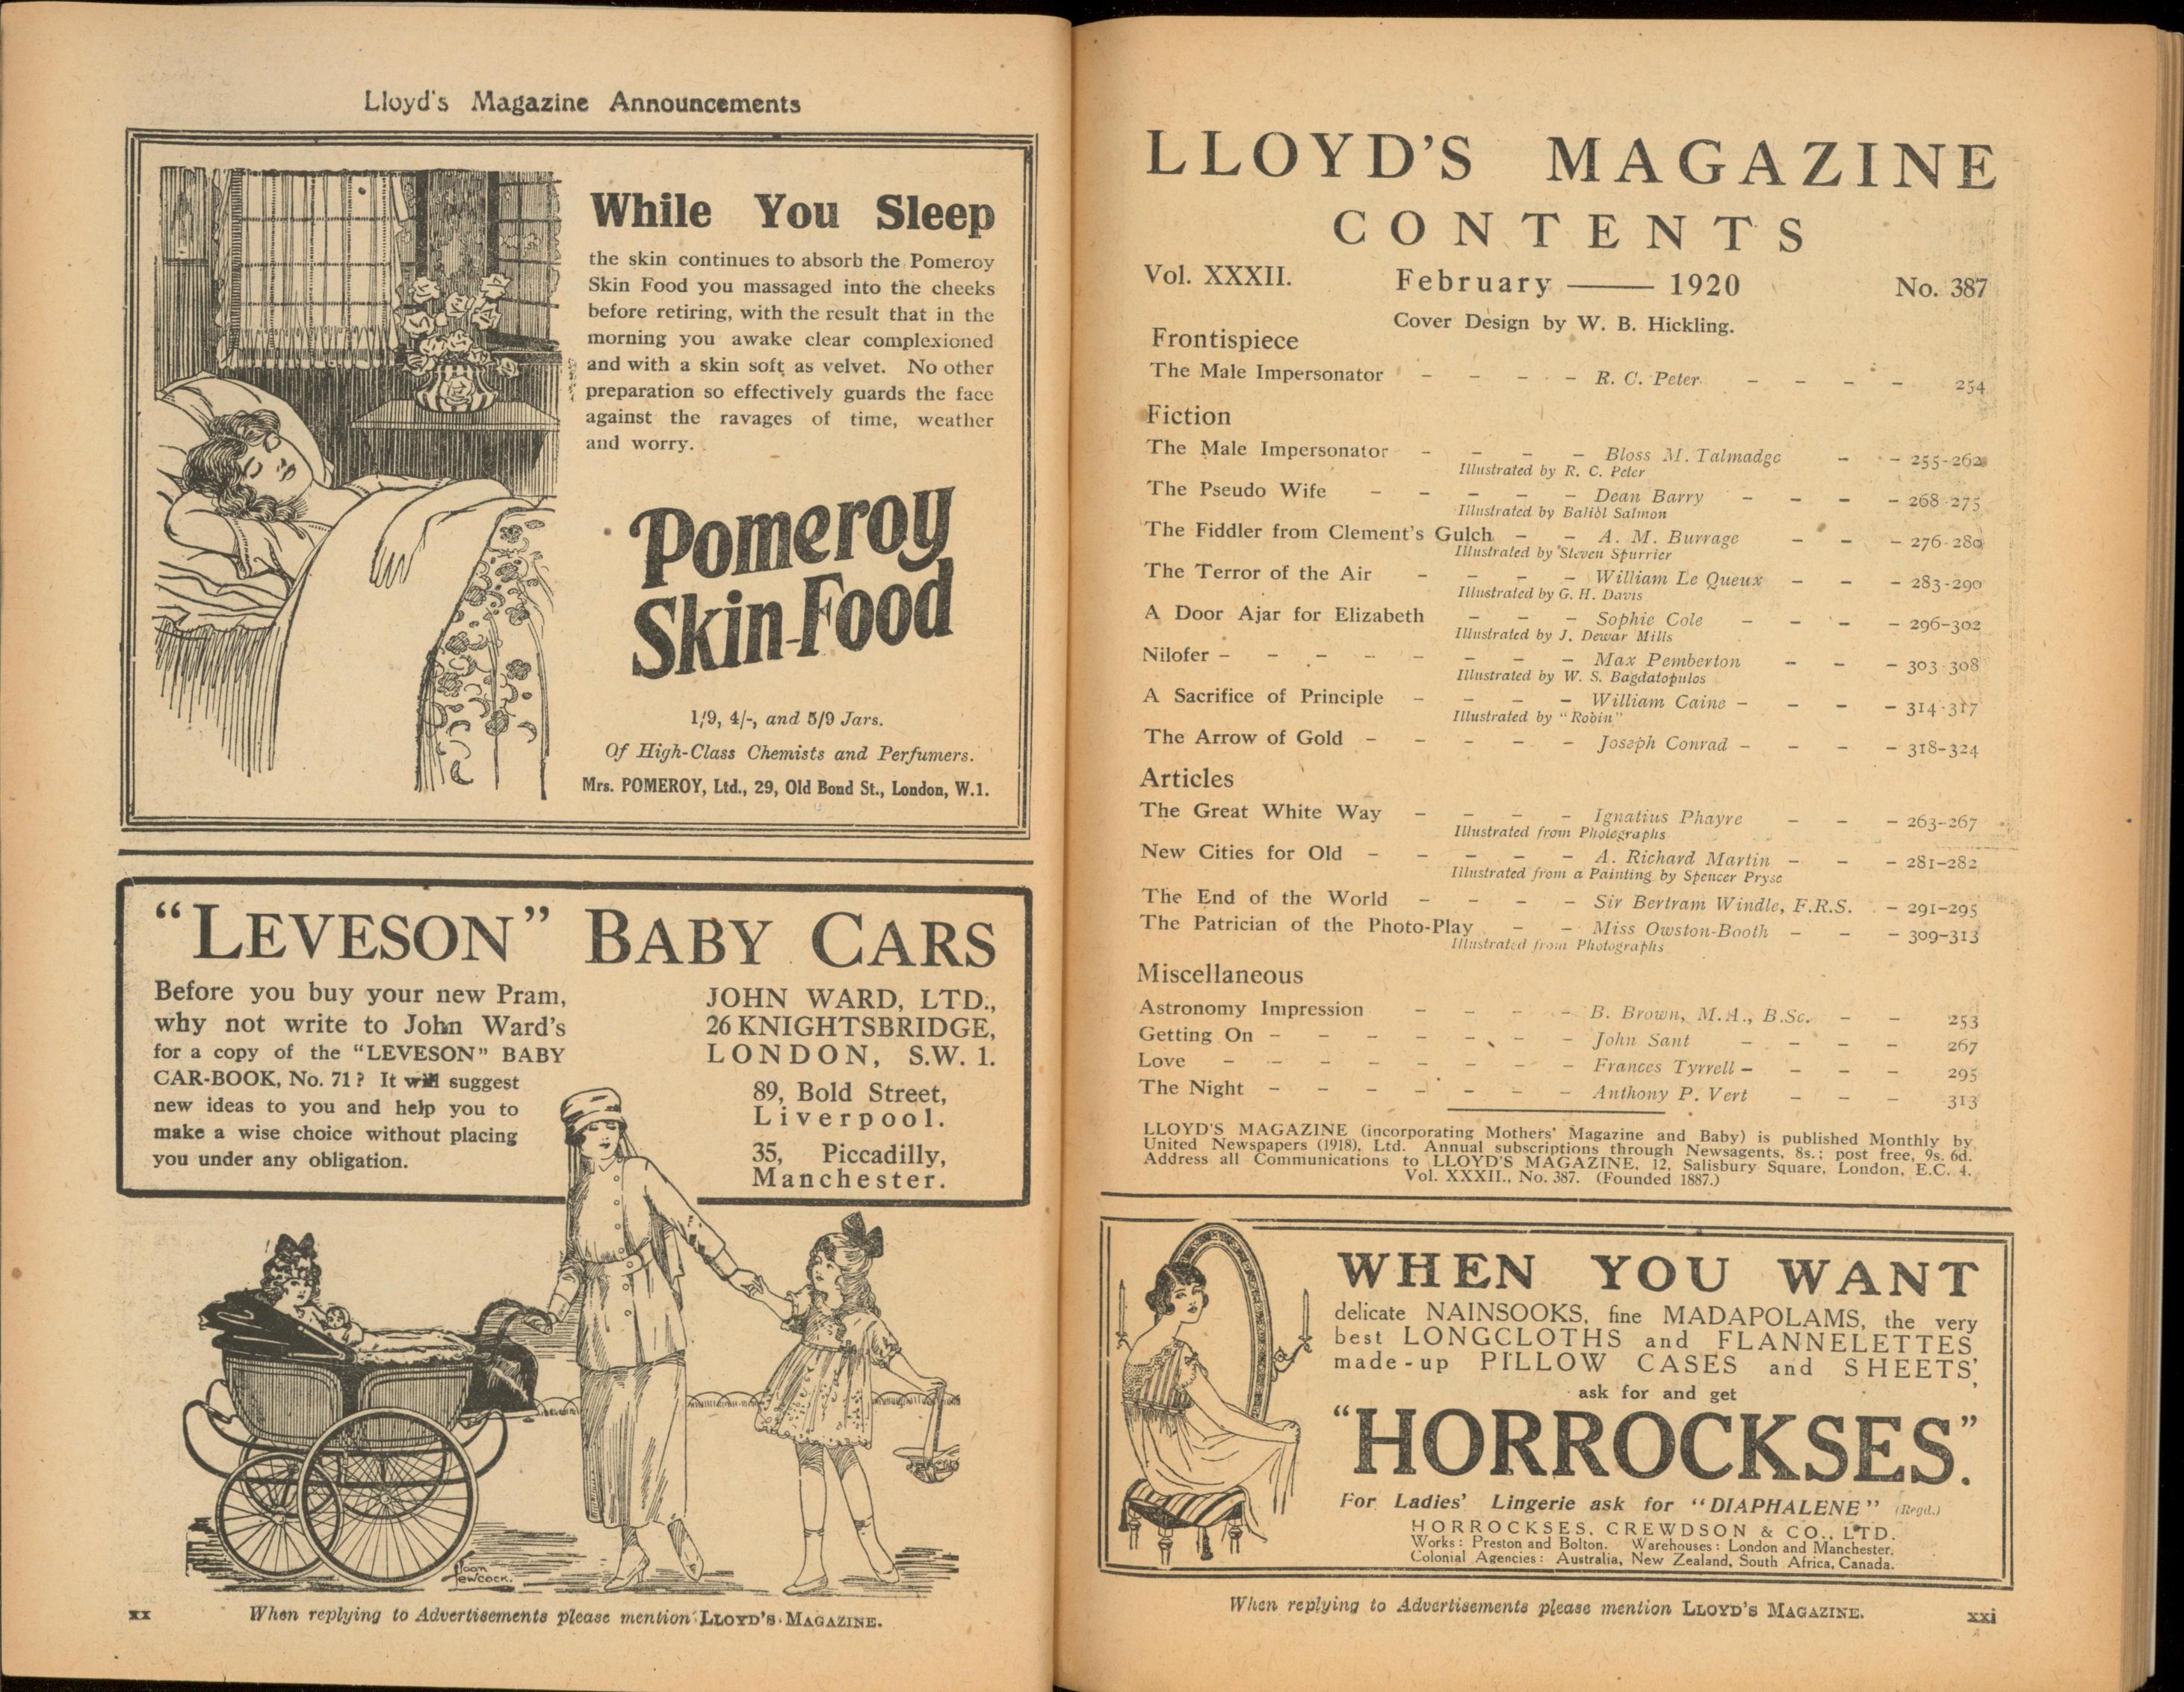 Lloyd's Magazine Announcements
While You Sleep
the skin continues to absorb the Pomeroy
Skin Food you massaged into the cheeks
before retiring, with the result that in the
morning you awake clear complexioned
and with a skin soft as velvet. No other
preparation so effectively guards the face
against the ravages of time, weather
and worry.
Pomeroy
Skin-Food
1/9, 4/-, and 5/9 Jars.
Of High-Class Chemists and Perfumers.
Mrs. POMEROY, Ltd., 29, Old Bond St., London, W.1.
"LEVESON" BABY CARS
Before you buy your new Pram,
why not write to John Ward's
for a copy of the "LEVESON" BABY
CAR-BOOK, No. 71? It will suggest
new ideas to you and help you to
make a wise choice without placing
you under any obligation.
JOHN WARD, LTD.,
26 KNIGHTSBRIDGE,
LONDON, S.W. 1.
89, Bold Street,
Liverpool.
35, Piccadilly,
Manchester.
xx When replying to Advertisements please mention LLOYD'S MAGAZINE.
LLOYD'S MAGAZINE
CONTENTS
Vol. XXXII. February —— 1920 No. 387
Cover Design by W. B. Hickling.
Frontispiece
The Male Impersonator - - - - R. C. Peter - - - - 254
Fiction
The Male Impersonator - - - - Bloss M. Talmadge - - 255-262
Illustrated by R. C. Peter
The Pseudo Wife - - - - - Dean Barry - - - - 268-275
Illustrated by Baliol Salmon
The Fiddler from Clement's Gulch - - A. M. Burrage - - - 276-280
Illustrated by Steven Spurrier
The Terror of the Air - - - - William Le Queux - - - 283-290
Illustrated by G. H. Davis
A Door Ajar for Elizabeth - - - Sophie Cole - - - - 296-302
Illustrated by J. Dewar Mills
Nilofer - - - - - - - - Max Pemberton - - - 303-308
Illustrated by W. S. Bagdatopulos
A Sacrifice of Principle - - - - William Caine - - - - 314-317
Illustrated by "Robin"
The Arrow of Gold - - - - - Joseph Conrad - - - - 318-324
Articles
The Great White Way - - - - Ignatius Phayre - - - 263-267
Illustrated from Photographs
New Cities for Old - - - - - A. Richard Martin - - - 281-282
Illustrated from a Painting by Spencer Pryse
The End of the World - - - - Sir Bertram Windle, F.R.S. - 291-295
The Patrician of the Photo-Play - - Miss Owston-Booth - - - 309-313
Illustrated from Photographs
Miscellaneous
Astronomy Impression - - - - B. Brown, M.A., B.Sc. - - 253
Getting On - - - - - - - John Sant - - - - 267
Love - - - - - - - - Frances Tyrrell - - - - 295
The Night - - - - - - - Anthony P. Vert - - - 313
LLOYD'S MAGAZINE (incorporating Mothers' Magazine and Baby) is published Monthly by
United Newspapers (1918), Ltd. Annual subscriptions through Newsagents, 8s.; post free, 9s. 6d.
Address all Communications to LLOYD'S MAGAZINE, 12, Salisbury Square, London, E.C. 4.
Vol. XXXII., No. 387. (Founded 1887.)
WHEN YOU WANT
delicate NAINSOOKS, fine MADAPOLAMS, the very
best LONGCLOTHS and FLANNELETTES
made-up PILLOW CASES and SHEETS,
ask for and get
"HORROCKSES."
For Ladies' Lingerie ask for "DIAPHALENE" (Regd.)
HORROCKSES, CREWDSON & CO., LTD.
Works: Preston and Bolton. Warehouses: London and Manchester.
Colonial Agencies: Australia, New Zealand, South Africa, Canada.
When replying to Advertisements please mention LLOYD'S MAGAZINE. xxi